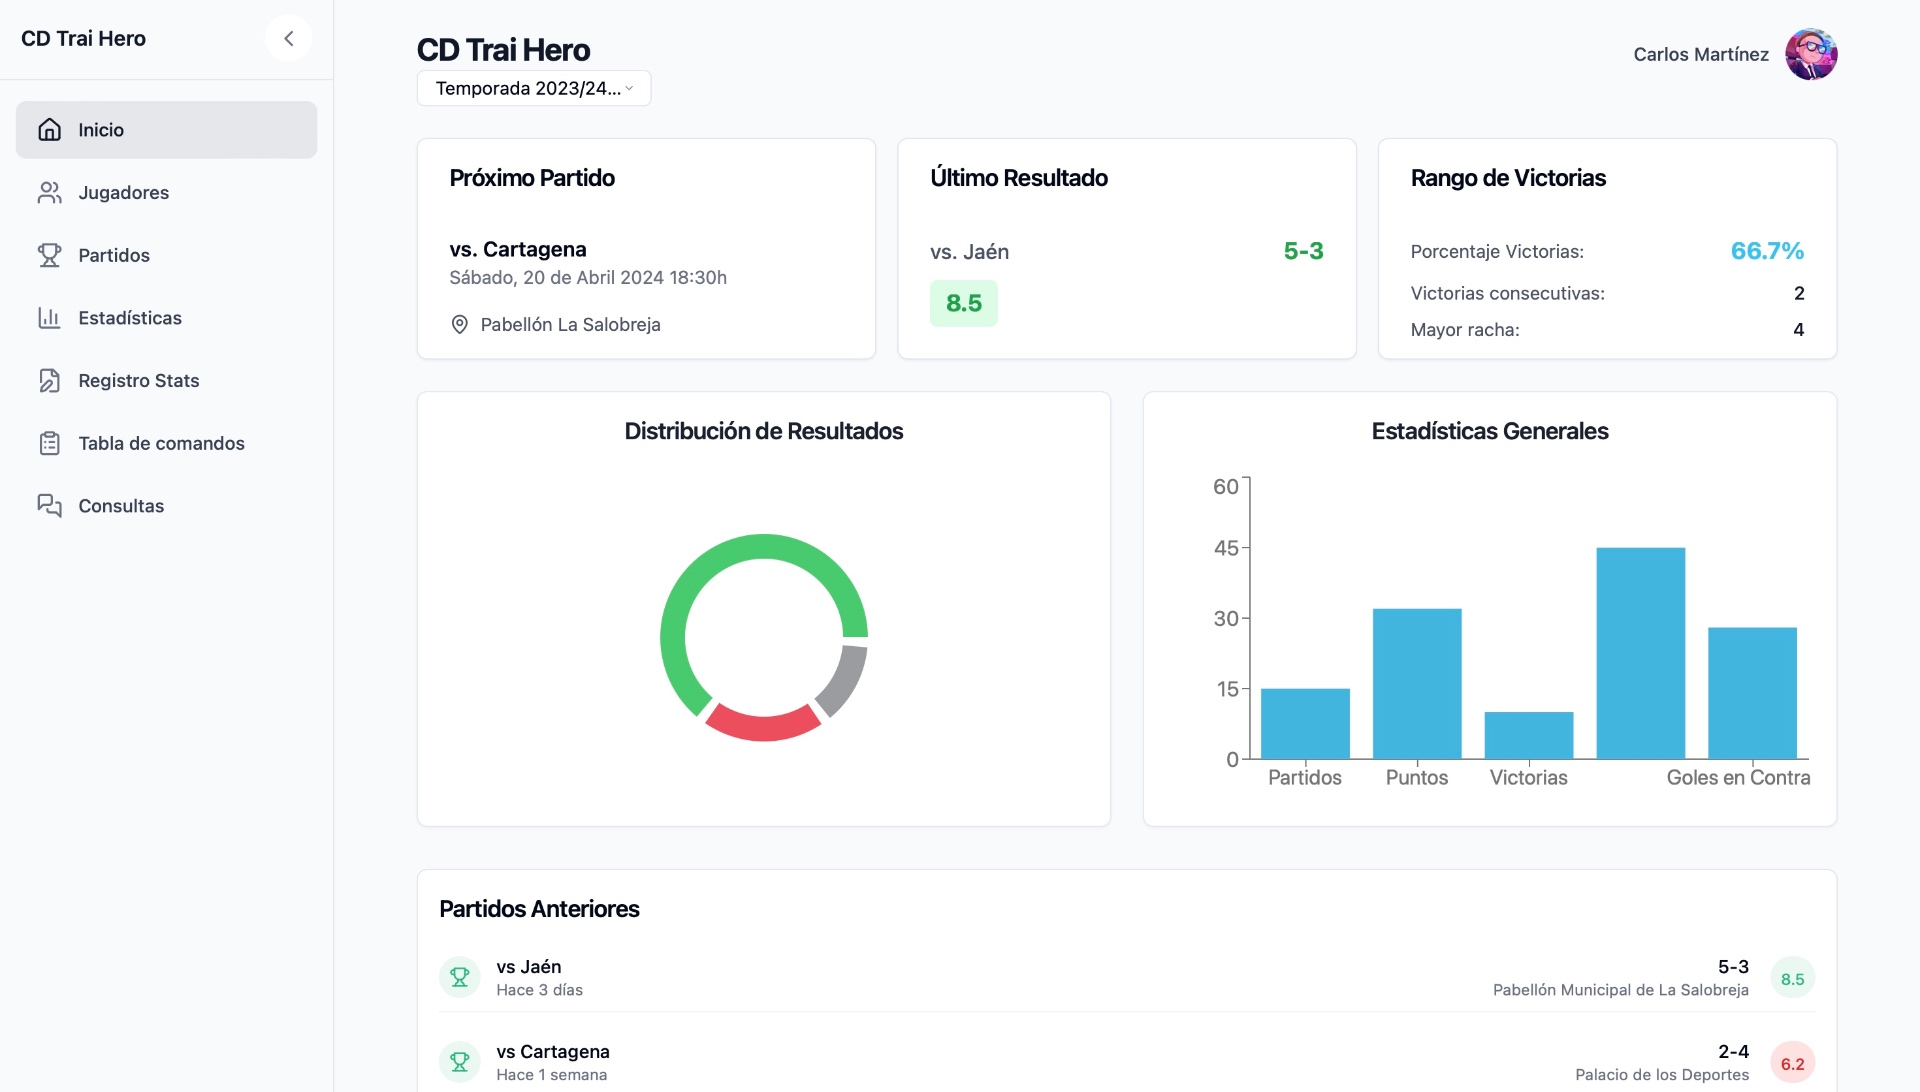 CD Trai Hero
Inicio
Jugadores
Partidos
Estadísticas
Registro Stats
Tabla de comandos
Consultas
CD Trai Hero
Temporada 2023/24...
Carlos Martínez
Próximo Partido
vs. Cartagena
Sábado, 20 de Abril 2024 18:30h
Pabellón La Salobreja
Último Resultado
vs. Jaén 5-3
8.5
Rango de Victorias
Porcentaje Victorias: 66.7%
Victorias consecutivas: 2
Mayor racha: 4
Distribución de Resultados
Estadísticas Generales
60
45
30
15
0
Partidos Puntos Victorias Goles en Contra
Partidos Anteriores
vs Jaén 5-3
Hace 3 días Pabellón Municipal de La Salobreja 8.5
vs Cartagena 2-4
Hace 1 semana Palacio de los Deportes 6.2